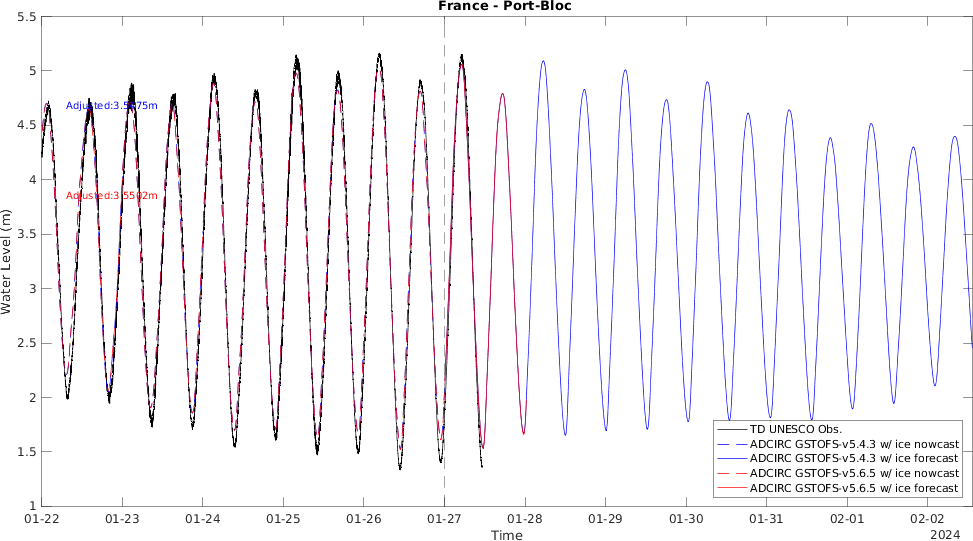 France - Port-Bloc
5.5
5
4.5
4
3.5
3
2.5
2
1.5
1
Water Level (m)
Adjusted:3.5502m
TD UNESCO Obs.
ADCIRC GSTOFS-v5.4.3 w/ ice nowcast
ADCIRC GSTOFS-v5.4.3 w/ ice forecast
ADCIRC GSTOFS-v5.6.5 w/ ice nowcast
ADCIRC GSTOFS-v5.6.5 w/ ice forecast
01-22 01-23 01-24 01-25 01-26 01-27 01-28 01-29 01-30 01-31 02-01 02-02
Time
2024